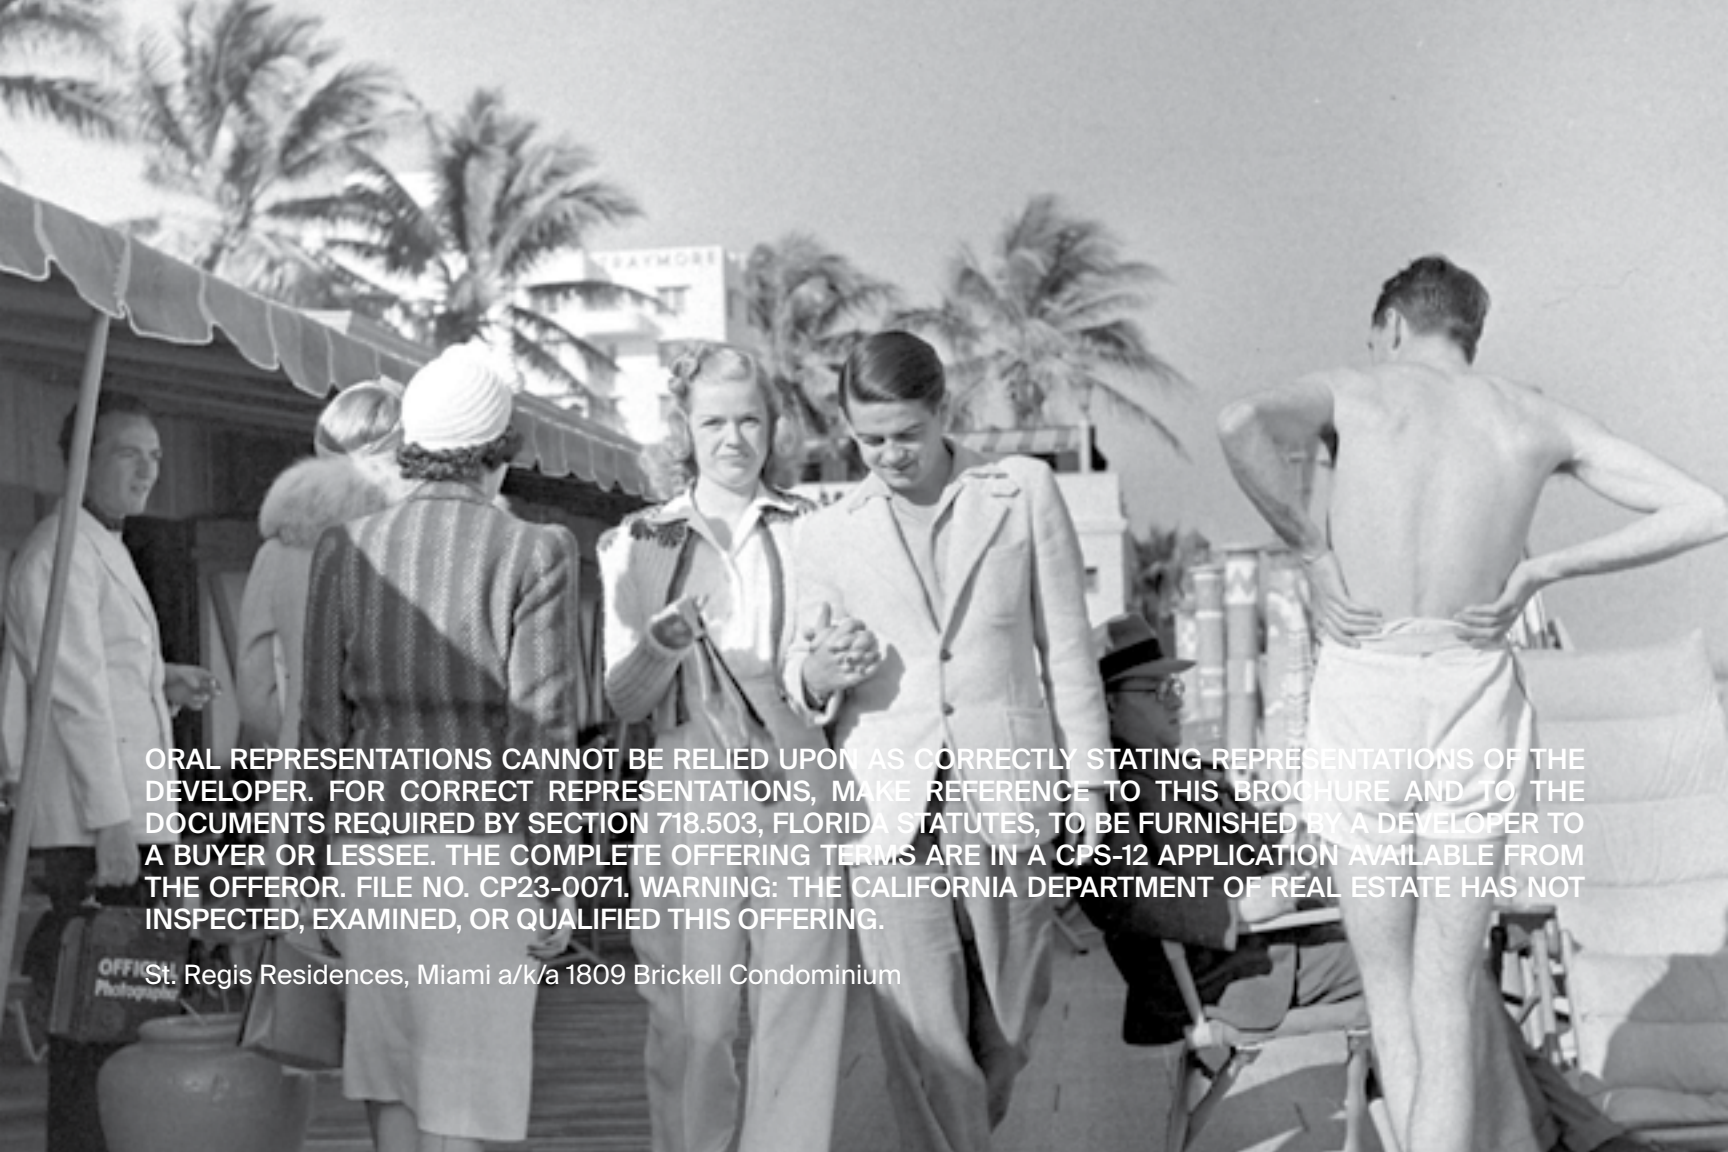 TRAYMORE
ORAL REPRESENTATIONS CANNOT BE RELIED UPON AS CORRECTLY STATING REPRESENTATIONS OF THE
DEVELOPER. FOR CORRECT REPRESENTATIONS, MAKE REFERENCE TO THIS BROCHURE AND TO THE
DOCUMENTS REQUIRED BY SECTION 718.503, FLORIDA STATUTES, TO BE FURNISHED BY A DEVELOPER TO
A BUYER OR LESSEE. THE COMPLETE OFFERING TERMS ARE IN A CPS-12 APPLICATION AVAILABLE FROM
THE OFFEROR. FILE NO. CP23-0071. WARNING: THE CALIFORNIA DEPARTMENT OF REAL ESTATE HAS NOT
INSPECTED, EXAMINED, OR QUALIFIED THIS OFFERING.
OFFICIAL
Photographer
St. Regis Residences, Miami a/k/a 1809 Brickell Condominium